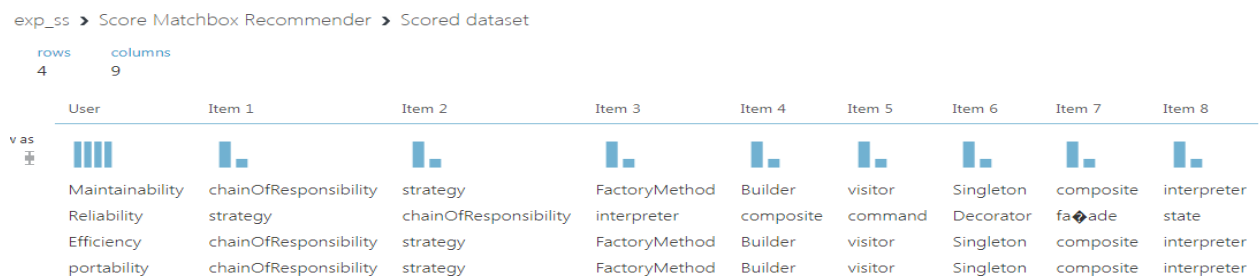 exp_ss > Score Matchbox Recommender > Scored dataset
rows columns
4 9
User Item 1 Item 2 Item 3 Item 4 Item 5 Item 6 Item 7 Item 8
v as
Maintainability chainOfResponsibility strategy FactoryMethod Builder visitor Singleton composite interpreter
Reliability strategy chainOfResponsibility interpreter composite command Decorator fa�ade state
Efficiency chainOfResponsibility strategy FactoryMethod Builder visitor Singleton composite interpreter
portability chainOfResponsibility strategy FactoryMethod Builder visitor Singleton composite interpreter